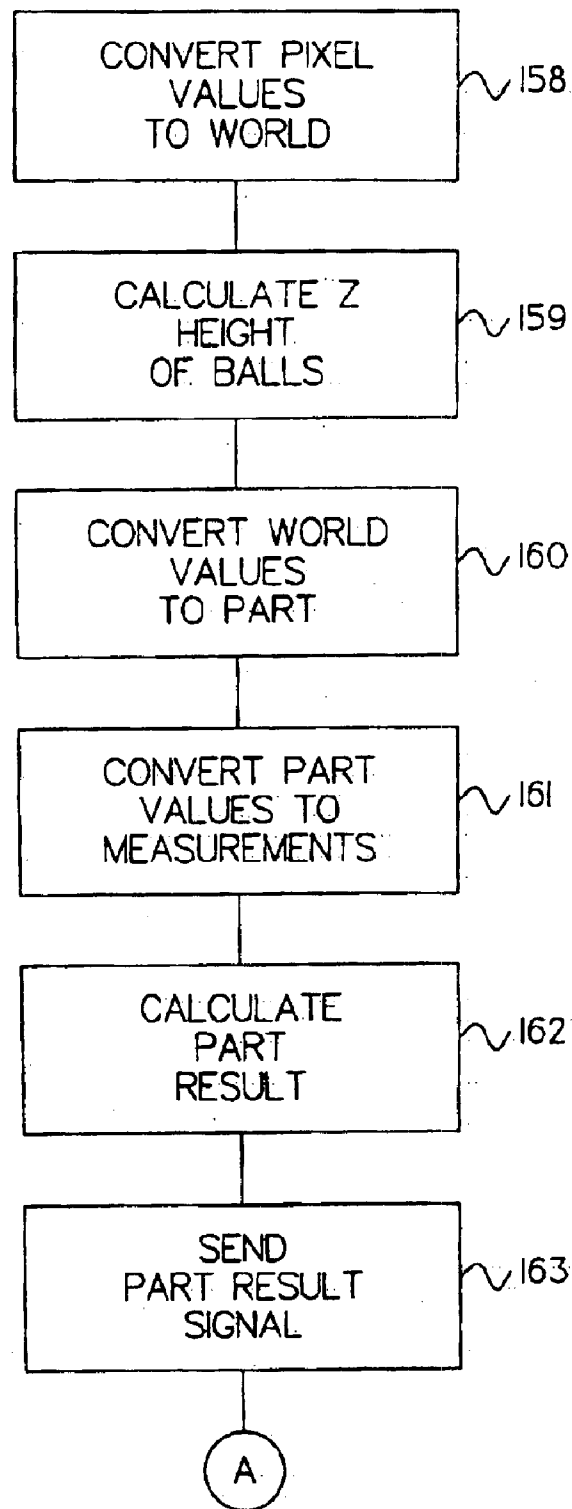 CONVERT PIXEL
VALUES
TO WORLD
158
CALCULATE Z
HEIGHT
OF BALLS
159
CONVERT WORLD
VALUES
TO PART
160
CONVERT PART
VALUES TO
MEASUREMENTS
161
CALCULATE
PART
RESULT
162
SEND
PART RESULT
SIGNAL
163
A